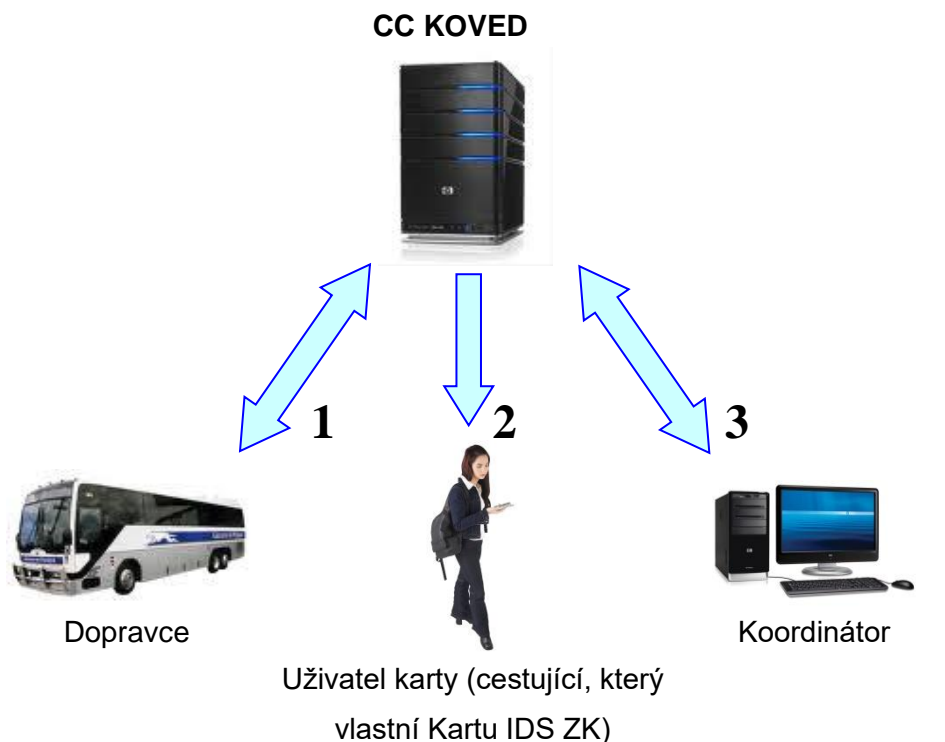 CC KOVED
1
2
3
Dopravce
Koordinátor
Uživatel karty (cestující, který
vlastní Kartu IDS ZK)